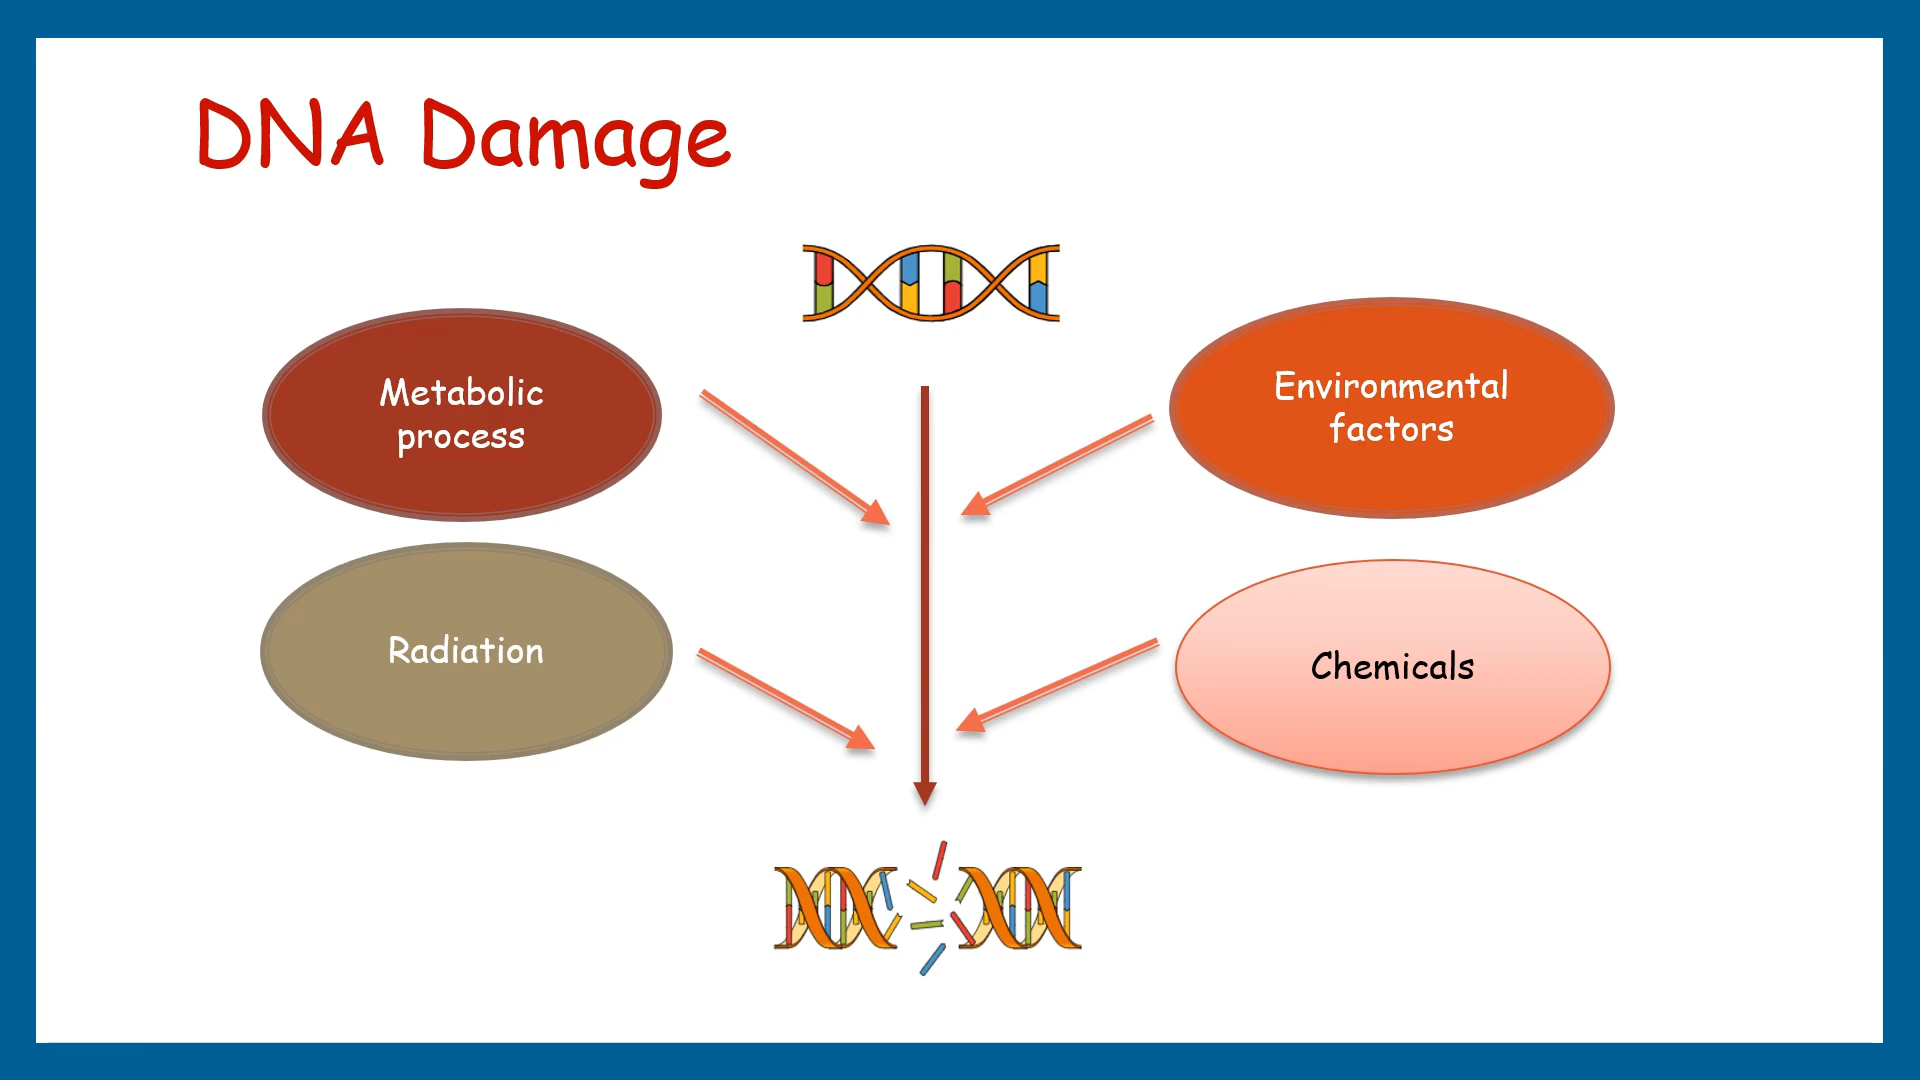 DNA Damage
Metabolic
process
Environmental
factors
Radiation
Chemicals